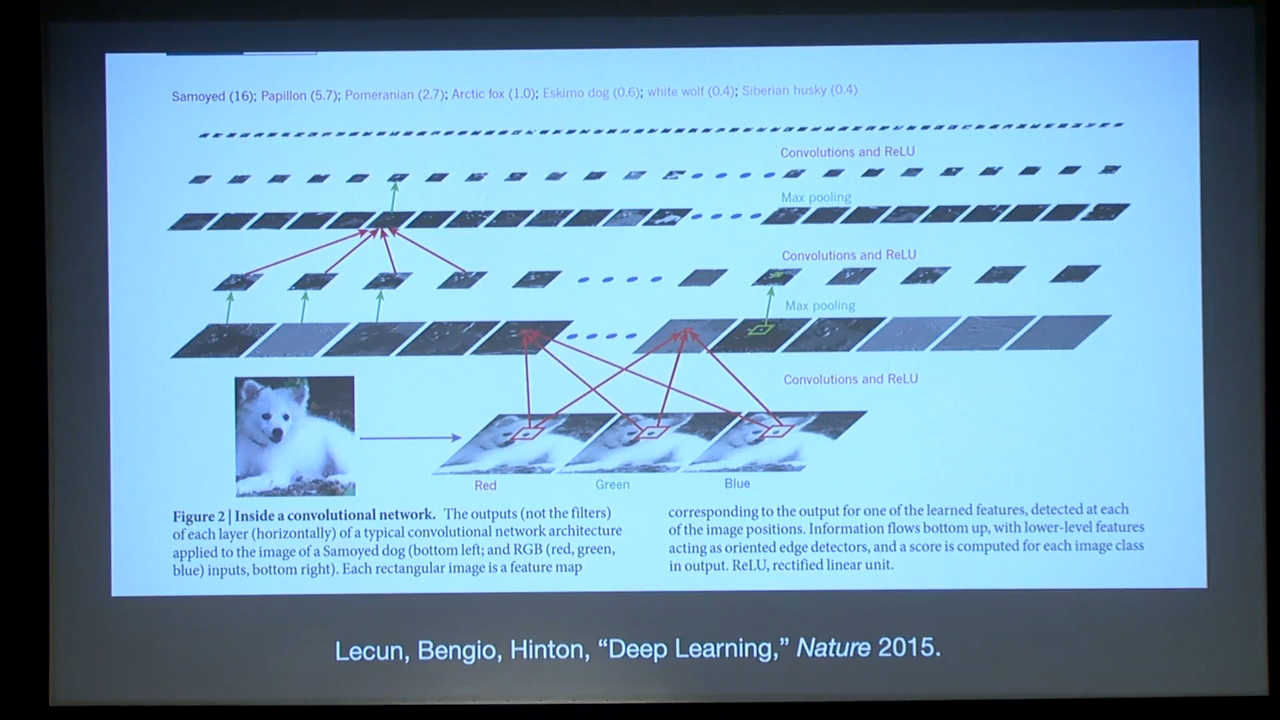 Samoyed (16); Papillon (5.7); Pomeranian (2.7); Arctic fox (1.0); Eskimo dog (0.6); white wolf (0.4); Siberian husky (0.4)
Convolutions and ReLU
Max pooling
Convolutions and ReLU
Max pooling
Convolutions and ReLU
Red
Green
Blue
Figure 2 | Inside a convolutional network. The outputs (not the filters)
of each layer (horizontally) of a typical convolutional network architecture
applied to the image of a Samoyed dog (bottom left; and RGB (red, green,
blue) inputs, bottom right). Each rectangular image is a feature map
corresponding to the output for one of the learned features, detected at each
of the image positions. Information flows bottom up, with lower-level features
acting as oriented edge detectors, and a score is computed for each image class
in output. ReLU, rectified linear unit.
Lecun, Bengio, Hinton, “Deep Learning,” Nature 2015.